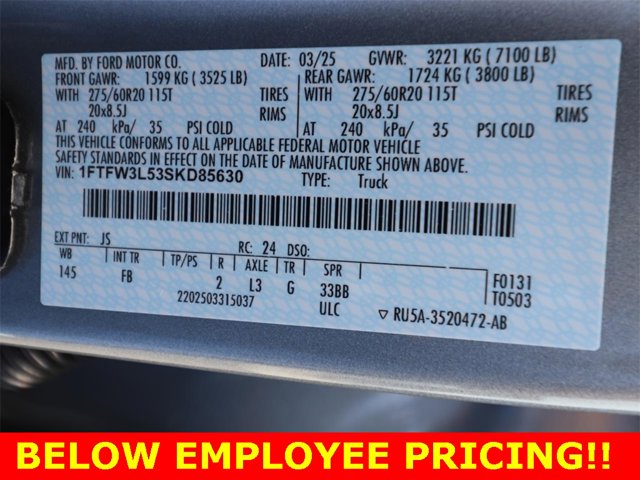 MFD. BY FORD MOTOR CO. DATE: 03/25 GVWR: 3221 KG ( 7100 LB)
FRONT GAWR: 1599 KG ( 3525 LB) REAR GAWR: 1724 KG ( 3800 LB)
WITH 275/60R20 115T TIRES WITH 275/60R20 115T TIRES
20x8.5J RIMS 20x8.5J RIMS
AT 240 kPa/ 35 PSI COLD AT 240 kPa/ 35 PSI COLD
THIS VEHICLE CONFORMS TO ALL APPLICABLE FEDERAL MOTOR VEHICLE
SAFETY STANDARDS IN EFFECT ON THE DATE OF MANUFACTURE SHOWN ABOVE.
VIN: 1FTFW3L53SKD85630 TYPE: Truck
EXT PNT: JS RC: 24 DSO:
WB INT TR TP/PS R AXLE TR SPR F0131
145 FB 2 L3 G 33BB T0503
2202503315037 ULC ▽ RU5A-3520472-AB
BELOW EMPLOYEE PRICING!!